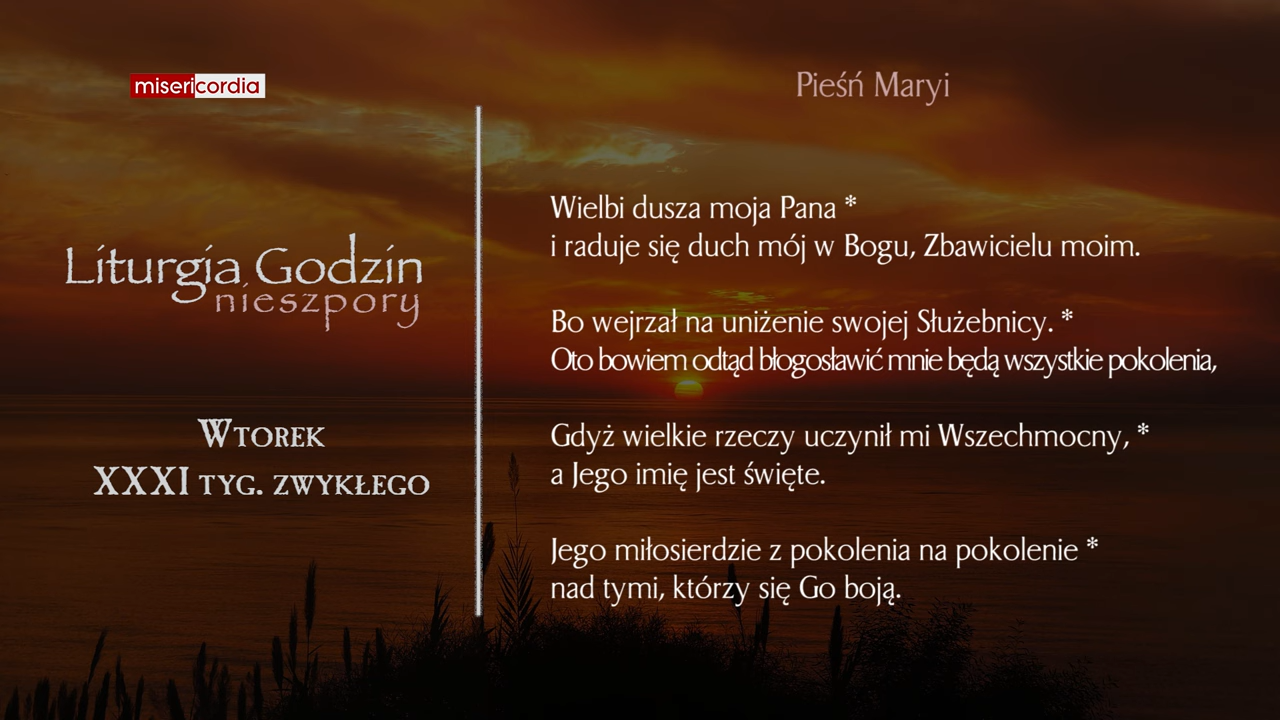 misericordia
Liturgia Godzin
nieszpory
Wtorek
XXXI tyg. zwykłego
Pieśń Maryi
Wielbi dusza moja Pana *
i raduje się duch mój w Bogu, Zbawicielu moim.
Bo wejrzał na uniżenie swojej Służebnicy. *
Oto bowiem odtąd błogosławić mnie będą wszystkie pokolenia,
Gdyż wielkie rzeczy uczynił mi Wszechmocny, *
a Jego imię jest święte.
Jego miłosierdzie z pokolenia na pokolenie *
nad tymi, którzy się Go boją.